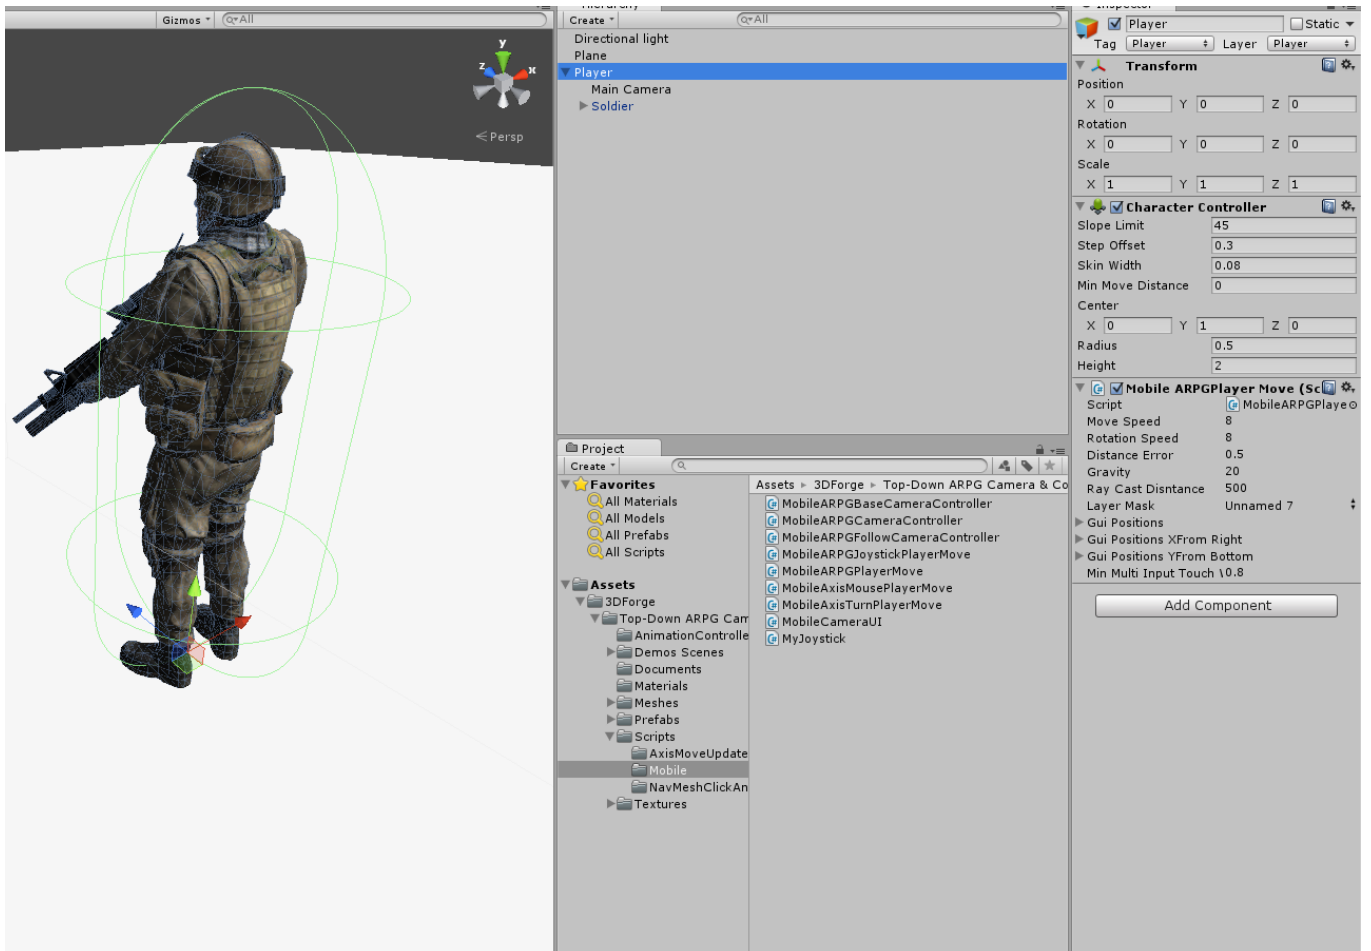 Gizmos
All
y
z
x
Persp
Hierarchy
Create
All
Directional light
Plane
Player
Main Camera
Soldier
Project
Create
Favorites
All Materials
All Models
All Prefabs
All Scripts
Assets
3DForge
Top-Down ARPG Cam
AnimationControlle
Demos Scenes
Documents
Materials
Meshes
Prefabs
Scripts
AxisMoveUpdate
Mobile
NavMeshClickAn
Textures
Assets 3DForge Top-Down ARPG Camera & Co
MobileARPGBaseCameraController
MobileARPGCameraController
MobileARPGFollowCameraController
MobileARPGJoystickPlayerMove
MobileARPGPlayerMove
MobileAxisMousePlayerMove
MobileAxisTurnPlayerMove
MobileCameraUI
MyJoystick
Inspector
Player Static
Tag Player Layer Player
Transform
Position
X 0 Y 0 Z 0
Rotation
X 0 Y 0 Z 0
Scale
X 1 Y 1 Z 1
Character Controller
Slope Limit 45
Step Offset 0.3
Skin Width 0.08
Min Move Distance 0
Center
X 0 Y 1 Z 0
Radius 0.5
Height 2
Mobile ARPGPlayer Move (Sc
Script MobileARPGPlaye
Move Speed 8
Rotation Speed 8
Distance Error 0.5
Gravity 20
Ray Cast Disntance 500
Layer Mask Unnamed 7
Gui Positions
Gui Positions XFrom Right
Gui Positions YFrom Bottom
Min Multi Input Touch 0.8
Add Component